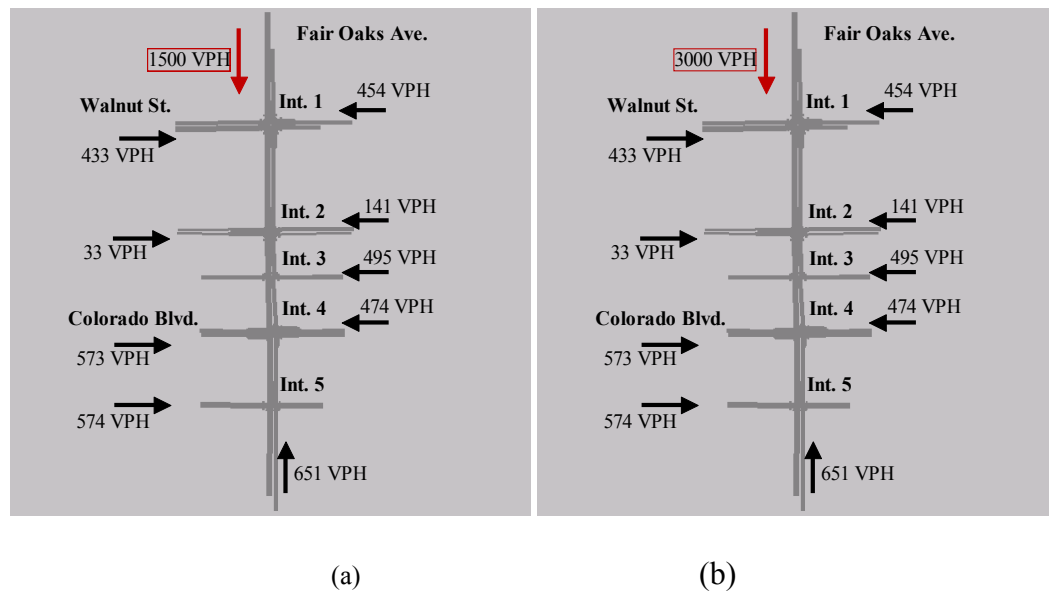 Fair Oaks Ave.
1500 VPH
454 VPH
Int. 1
Walnut St.
433 VPH
141 VPH
Int. 2
33 VPH
495 VPH
Int. 3
474 VPH
Int. 4
Colorado Blvd.
573 VPH
Int. 5
574 VPH
651 VPH
(a)
Fair Oaks Ave.
3000 VPH
454 VPH
Int. 1
Walnut St.
433 VPH
141 VPH
Int. 2
33 VPH
495 VPH
Int. 3
474 VPH
Int. 4
Colorado Blvd.
573 VPH
Int. 5
574 VPH
651 VPH
(b)